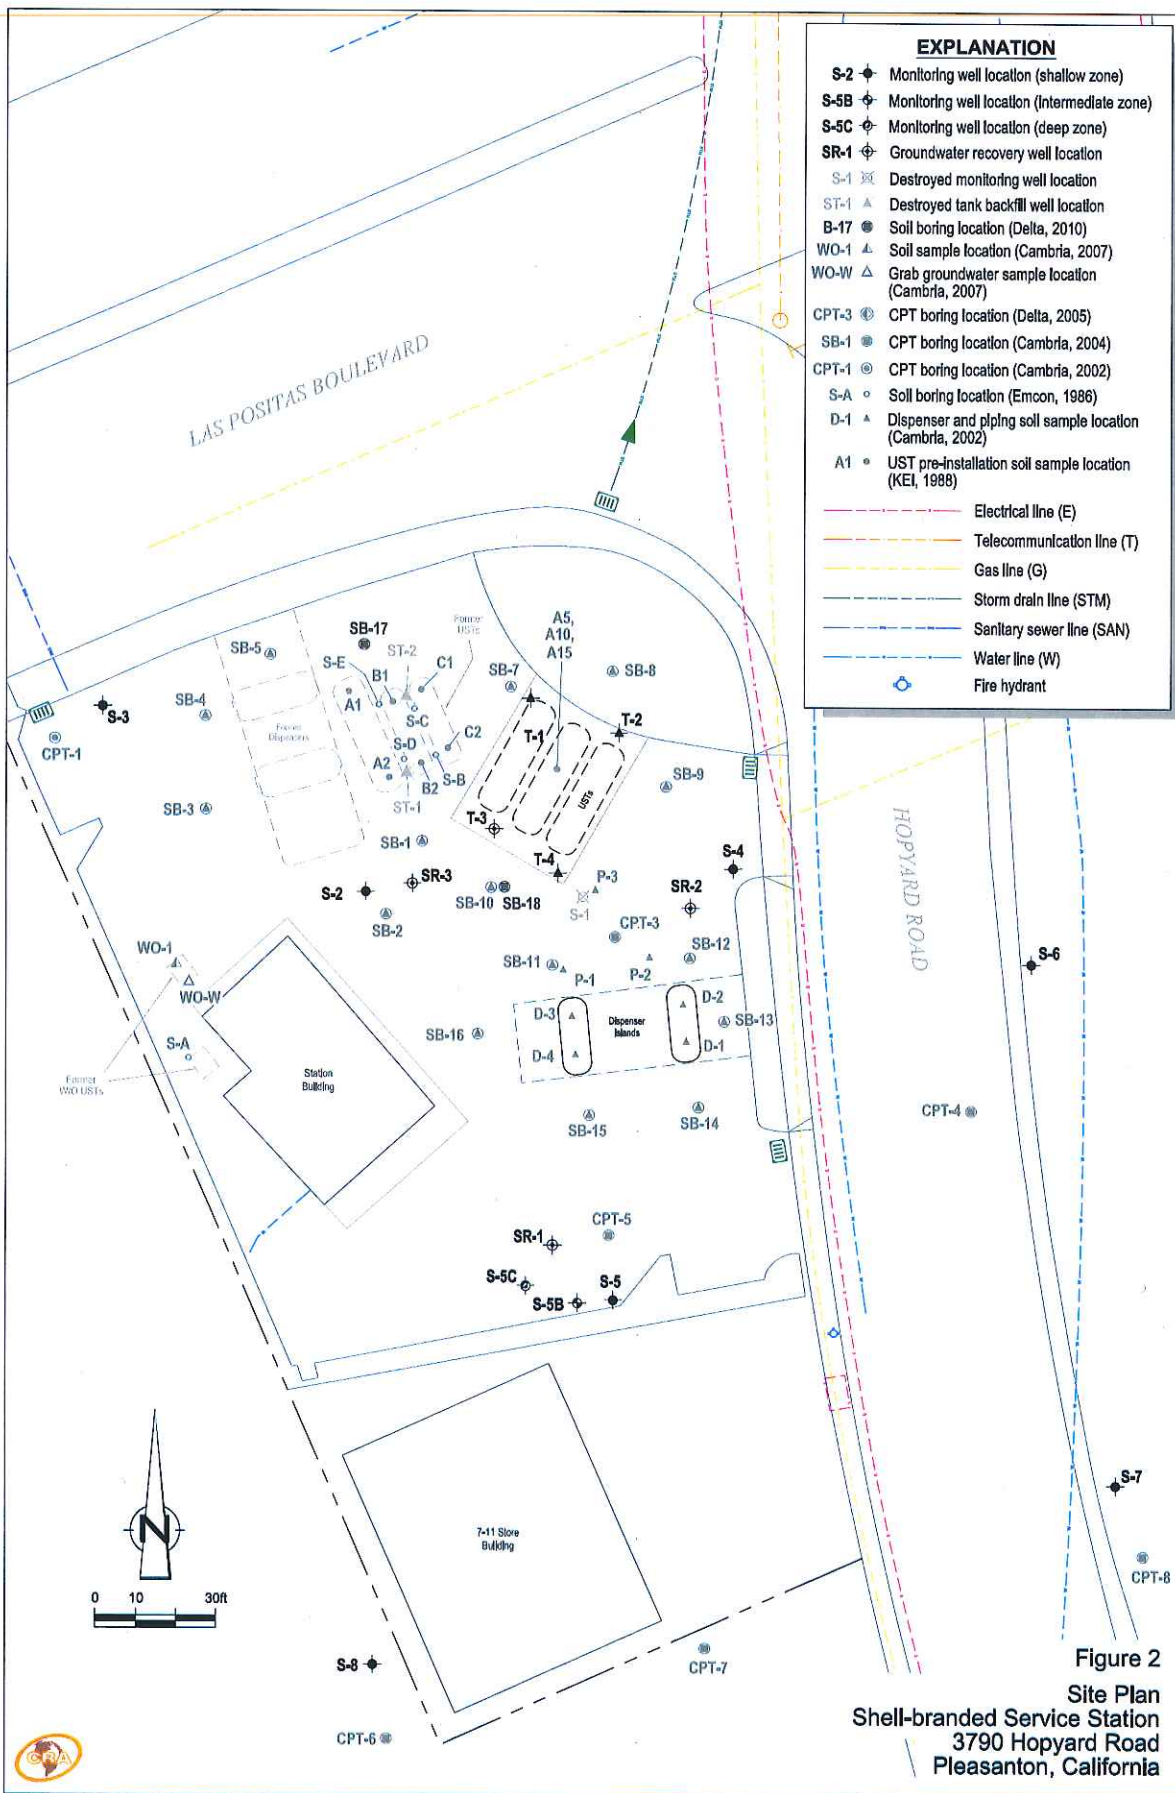 EXPLANATION
S-2 Monitoring well location (shallow zone)
S-5B Monitoring well location (intermediate zone)
S-5C Monitoring well location (deep zone)
SR-1 Groundwater recovery well location
S-1 Destroyed monitoring well location
ST-1 Destroyed tank backfill well location
B-17 Soil boring location (Delta, 2010)
WO-1 Soil sample location (Cambria, 2007)
WO-W Grab groundwater sample location
(Cambria, 2007)
CPT-3 CPT boring location (Delta, 2005)
SB-1 CPT boring location (Cambria, 2004)
CPT-1 CPT boring location (Cambria, 2002)
S-A Soil boring location (Emcon, 1986)
D-1 Dispenser and piping soil sample location
(Cambria, 2002)
A1 UST pre-installation soil sample location
(KEI, 1988)
Electrical line (E)
Telecommunication line (T)
Gas line (G)
Storm drain line (STM)
Sanitary sewer line (SAN)
Water line (W)
Fire hydrant
LAS POSITAS BOULEVARD
HOPYARD ROAD
SB-17
Former
USTs
A5,
A10,
A15
SB-5
S-E
ST-2
B1
C1
SB-7
SB-8
SB-4
A1
S-C
S-3
T-1
T-2
Former
Dispensers
C2
S-D
CPT-1
A2
B2
S-B
SB-9
ST-1
USTs
SB-3
T-3
SB-1
T-4
S-4
S-2
SR-3
SB-10
SB-18
P-3
SR-2
S-1
SB-2
CPT-3
WO-1
SB-12
S-6
SB-11
P-1
P-2
WO-W
D-3
Dispenser
Islands
D-2
SB-13
SB-16
S-A
D-4
D-1
Former
W/O USTs
Station
Building
SB-15
SB-14
CPT-4
SR-1
CPT-5
S-5C
S-5
S-5B
N
0 10 30ft
7-11 Store
Building
S-7
CPT-8
S-8
CPT-7
CPT-6
CRA
Figure 2
Site Plan
Shell-branded Service Station
3790 Hopyard Road
Pleasanton, California